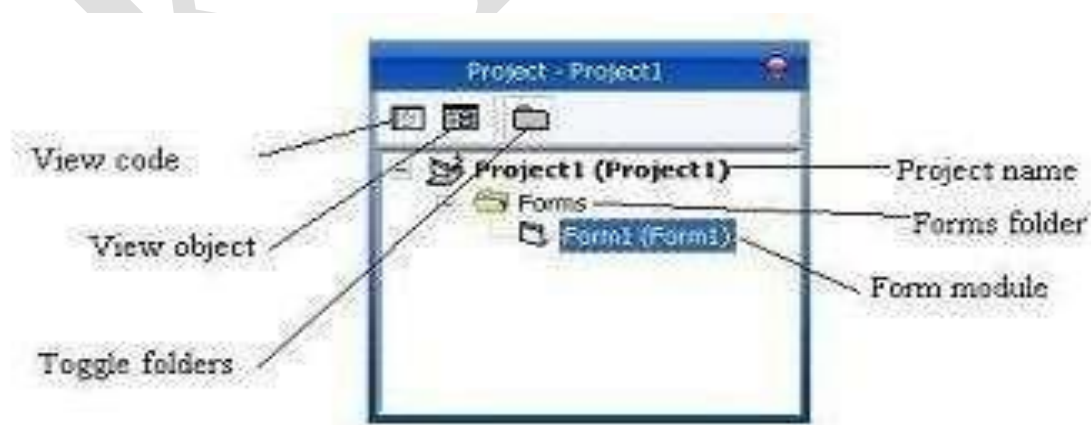 Project - Project1
View code
Project1 (Project1)
Project name
Forms
Forms folder
View object
Form1 (Form1)
Form module
Toggle folders